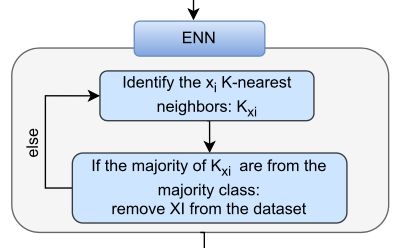 ENN
Identify the xᵢ K-nearest
neighbors: Kₓᵢ
else
If the majority of Kₓᵢ are from the
majority class:
remove XI from the dataset